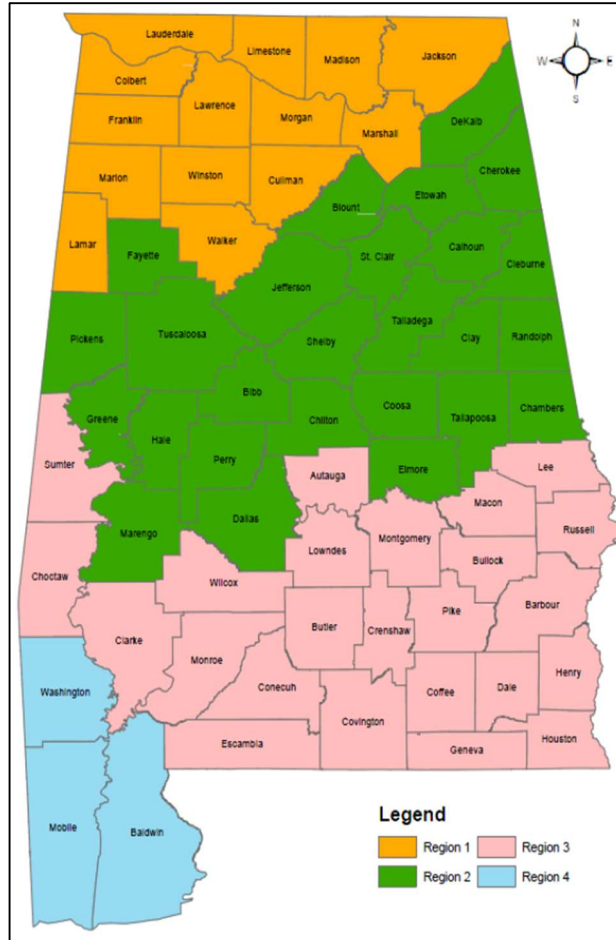 Lauderdale
Limestone
Madison
Jackson
N
W E
S
Colbert
Lawrence
Franklin
Morgan
Marshall
DeKalb
Marion
Winston
Cullman
Cherokee
Etowah
Blount
Lamar
Fayette
Walker
St. Clair
Calhoun
Cleburne
Jefferson
Pickens
Tuscaloosa
Talladega
Shelby
Clay
Randolph
Bibb
Greene
Hale
Chilton
Coosa
Tallapoosa
Chambers
Sumter
Perry
Autauga
Elmore
Lee
Macon
Marengo
Dallas
Lowndes
Montgomery
Russell
Choctaw
Wilcox
Bullock
Clarke
Butler
Crenshaw
Pike
Barbour
Monroe
Washington
Conecuh
Covington
Coffee
Dale
Henry
Escambia
Geneva
Houston
Mobile
Baldwin
Legend
Region 1 Region 3
Region 2 Region 4